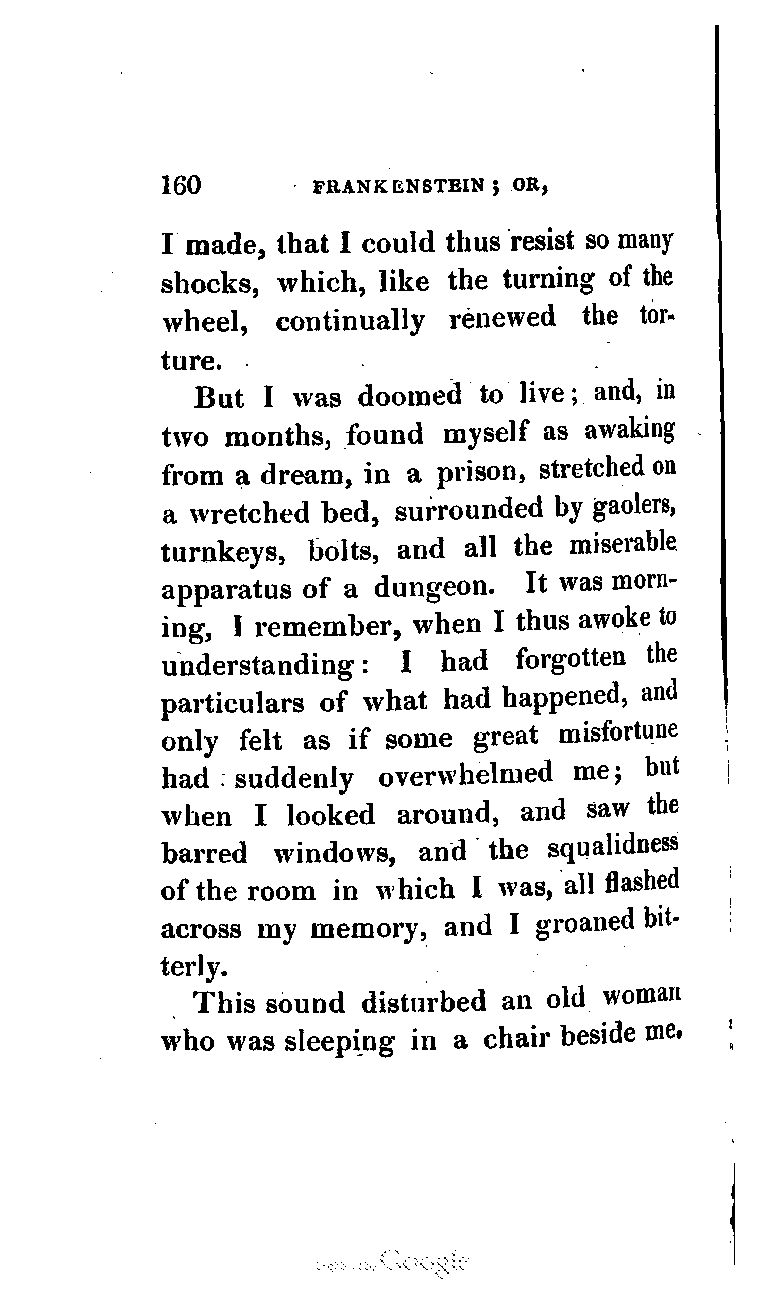 160 FRANKENSTEIN ; OR,
I made, that I could thus resist so many
shocks, which, like the turning of the
wheel, continually renewed the tor-
ture.
But I was doomed to live; and, in
two months, found myself as awaking
from a dream, in a prison, stretched on
a wretched bed, surrounded by gaolers,
turnkeys, bolts, and all the miserable
apparatus of a dungeon. It was morn-
ing, I remember, when I thus awoke to
understanding: I had forgotten the
particulars of what had happened, and
only felt as if some great misfortune
had suddenly overwhelmed me; but
when I looked around, and saw the
barred windows, and the squalidness
of the room in which I was, all flashed
across my memory, and I groaned bit-
terly.
This sound disturbed an old woman
who was sleeping in a chair beside me.
Google